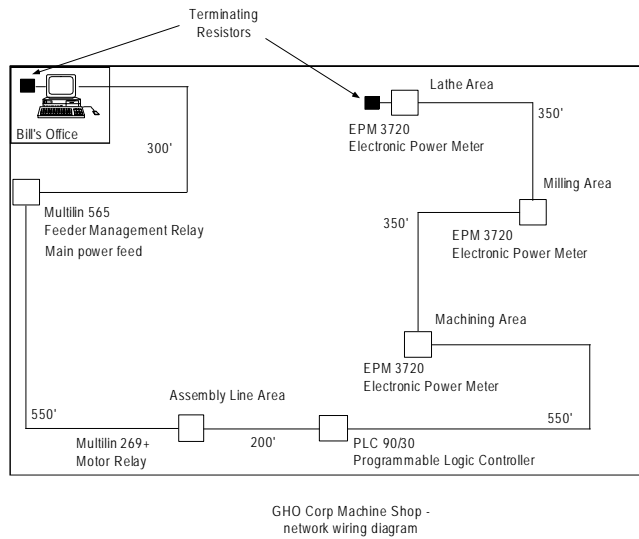 Terminating
Resistors
Bill's Office
300'
Lathe Area
EPM 3720
Electronic Power Meter
350'
Milling Area
Multilin 565
Feeder Management Relay
Main power feed
350'
EPM 3720
Electronic Power Meter
Machining Area
EPM 3720
Electronic Power Meter
Assembly Line Area
550'
Multilin 269+
Motor Relay
200'
PLC 90/30
Programmable Logic Controller
550'
GHO Corp Machine Shop -
network wiring diagram